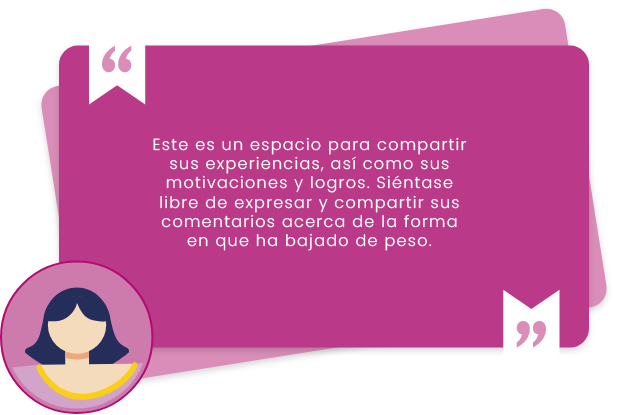 “
Este es un espacio para compartir
sus experiencias, así como sus
motivaciones y logros. Siéntase
libre de expresar y compartir sus
comentarios acerca de la forma
en que ha bajado de peso.
”